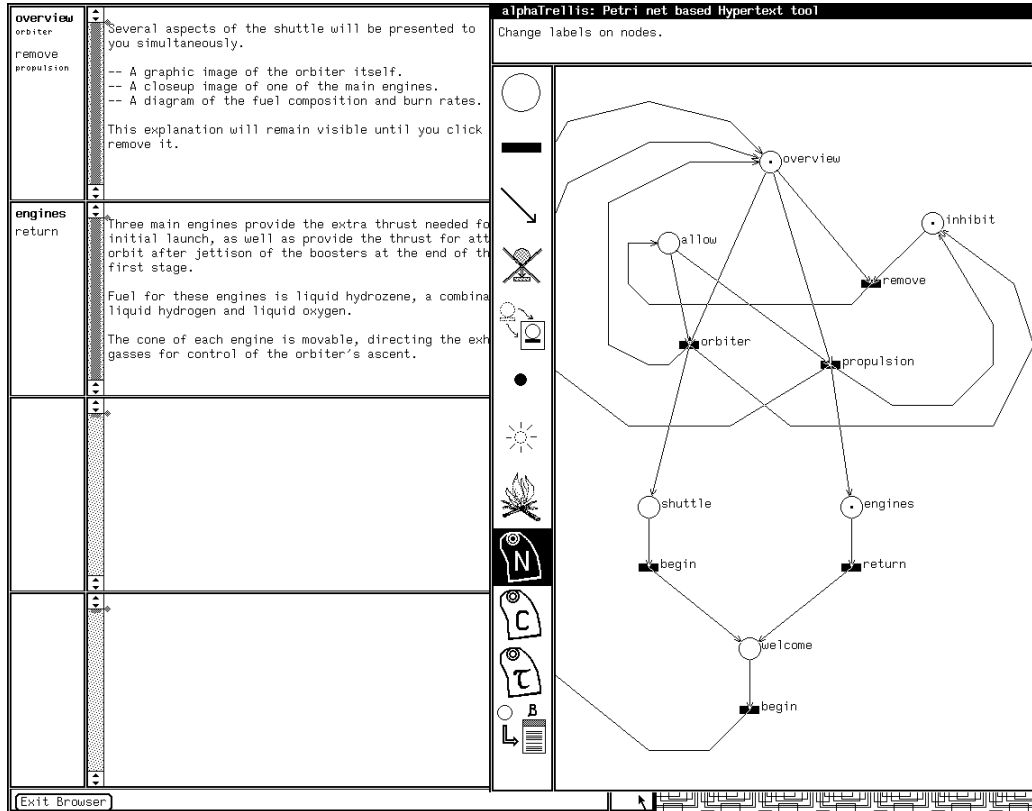 overview
orbiter
remove
propulsion
Several aspects of the shuttle will be presented to
you simultaneously.
-- A graphic image of the orbiter itself.
-- A closeup image of one of the main engines.
-- A diagram of the fuel composition and burn rates.
This explanation will remain visible until you click
remove it.
engines
return
Three main engines provide the extra thrust needed fo
initial launch, as well as provide the thrust for att
orbit after jettison of the boosters at the end of th
first stage.
Fuel for these engines is liquid hydrozene, a combina
liquid hydrogen and liquid oxygen.
The cone of each engine is movable, directing the exh
gasses for control of the orbiter's ascent.
Exit Browser
alphaTrellis: Petri net based Hypertext tool
Change labels on nodes.
N
C
τ
B
overview
inhibit
allow
remove
orbiter
propulsion
shuttle
engines
begin
return
welcome
begin